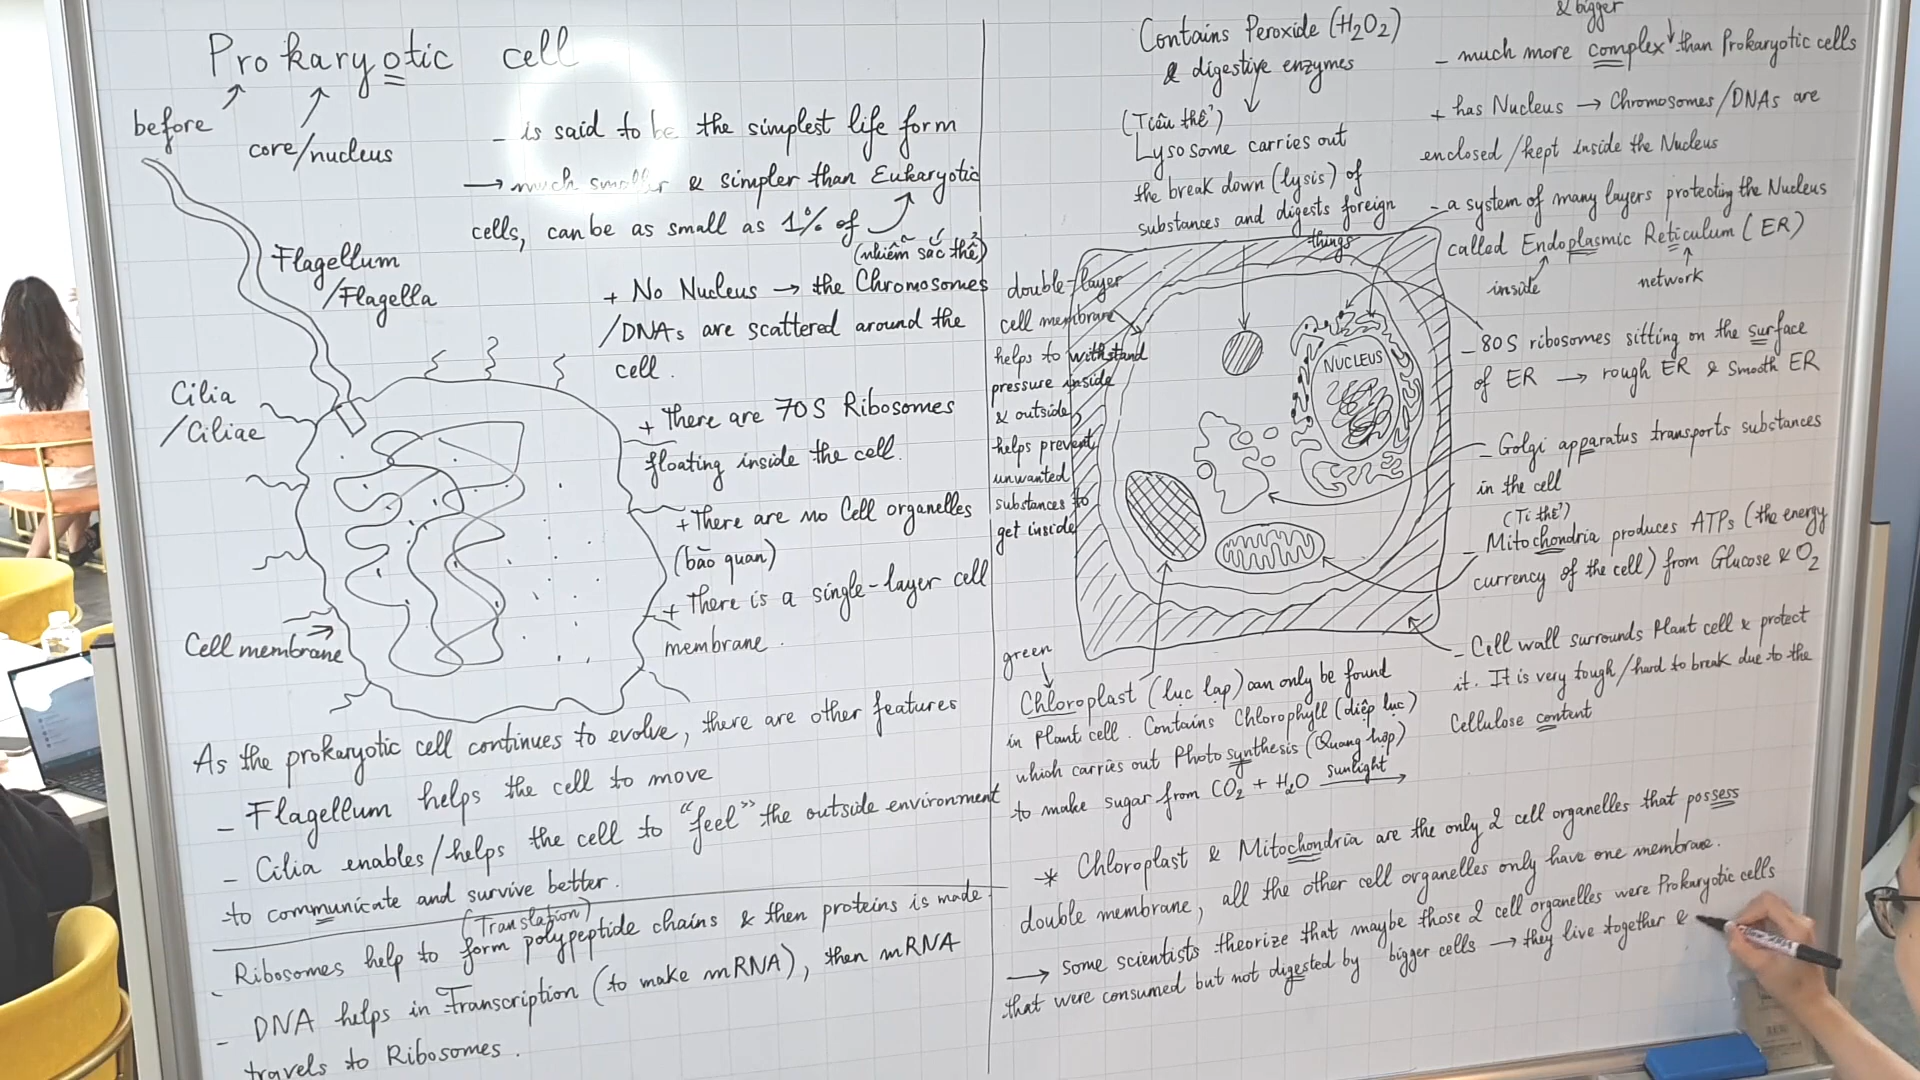 Prokaryotic cell
before
core/nucleus
- is said to be the simplest life form
→ much smaller & simpler than Eukaryotic
cells, can be as small as 1% of
(nhiễm sắc thể)
Flagellum
/Flagella
+ No Nucleus → the Chromosomes
/DNAs are scattered around the
cell.
Cilia
/Ciliae
+ There are 70S Ribosomes
floating inside the cell.
+ There are no Cell organelles
(bào quan)
+ There is a single-layer cell
membrane.
Cell membrane
As the prokaryotic cell continues to evolve, there are other features
- Flagellum helps the cell to move
- Cilia enables/helps the cell to "feel" the outside environment
to communicate and survive better.
(Translation)
- Ribosomes help to form polypeptide chains & then proteins is made
- DNA helps in Transcription (to make mRNA), then mRNA
travels to Ribosomes.
Contains Peroxide (H2O2)
& digestive enzymes
(Tiêu thể)
Lysosome carries out
the break down (lysis) of
substances and digests foreign
things
double-layer
cell membrane
helps to withstand
pressure inside
& outside,
helps prevent
unwanted
substances to
get inside
NUCLEUS
& bigger
- much more complex than Prokaryotic cells
+ has Nucleus → Chromosomes/DNAs are
enclosed/kept inside the Nucleus
- a system of many layers protecting the Nucleus
called Endoplasmic Reticulum (ER)
inside
network
- 80S ribosomes sitting on the surface
of ER → rough ER & Smooth ER
- Golgi apparatus transports substances
in the cell
(Ti thể)
- Mitochondria produces ATPs (the energy
currency of the cell) from Glucose & O2
- Cell wall surrounds Plant cell & protect
it. It is very tough/hard to break due to the
Cellulose content
green
Chloroplast (lục lạp) can only be found
in Plant cell. Contains Chlorophyll (diệp lục)
which carries out Photosynthesis (Quang hợp)
to make sugar from CO2 + H2O sunlight →
* Chloroplast & Mitochondria are the only 2 cell organelles that possess
double membrane, all the other cell organelles only have one membrane.
→ Some scientists theorize that maybe those 2 cell organelles were Prokaryotic cells
that were consumed but not digested by bigger cells → they live together &